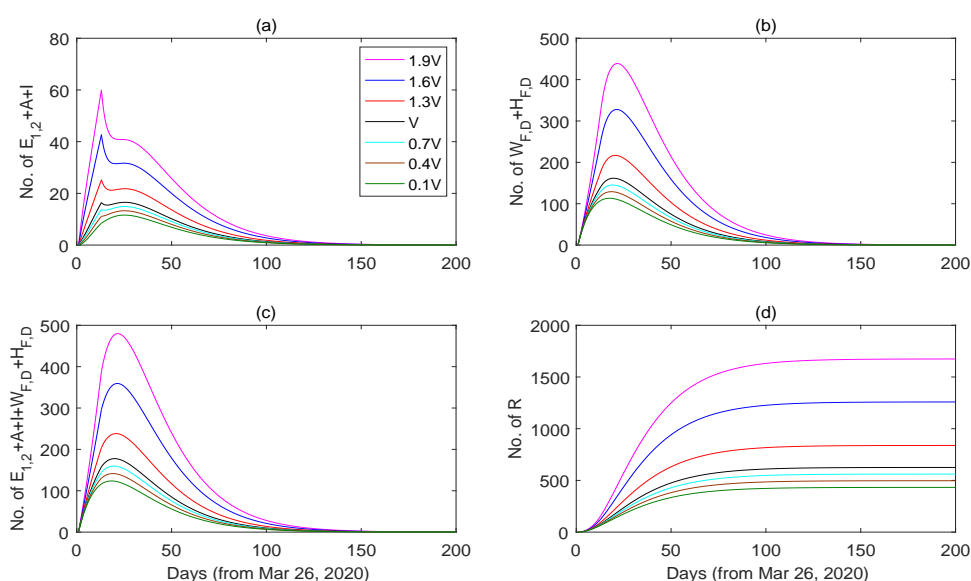 (a)
80
60
40
20
0
0 50 100 150 200
No. of E1,2+A+I
1.9V
1.6V
1.3V
V
0.7V
0.4V
0.1V
(b)
500
400
300
200
100
0
0 50 100 150 200
No. of WF,D+HF,D
(c)
500
400
300
200
100
0
0 50 100 150 200
No. of E1,2+A+I+WF,D+HF,D
Days (from Mar 26, 2020)
(d)
2000
1500
1000
500
0
0 50 100 150 200
No. of R
Days (from Mar 26, 2020)